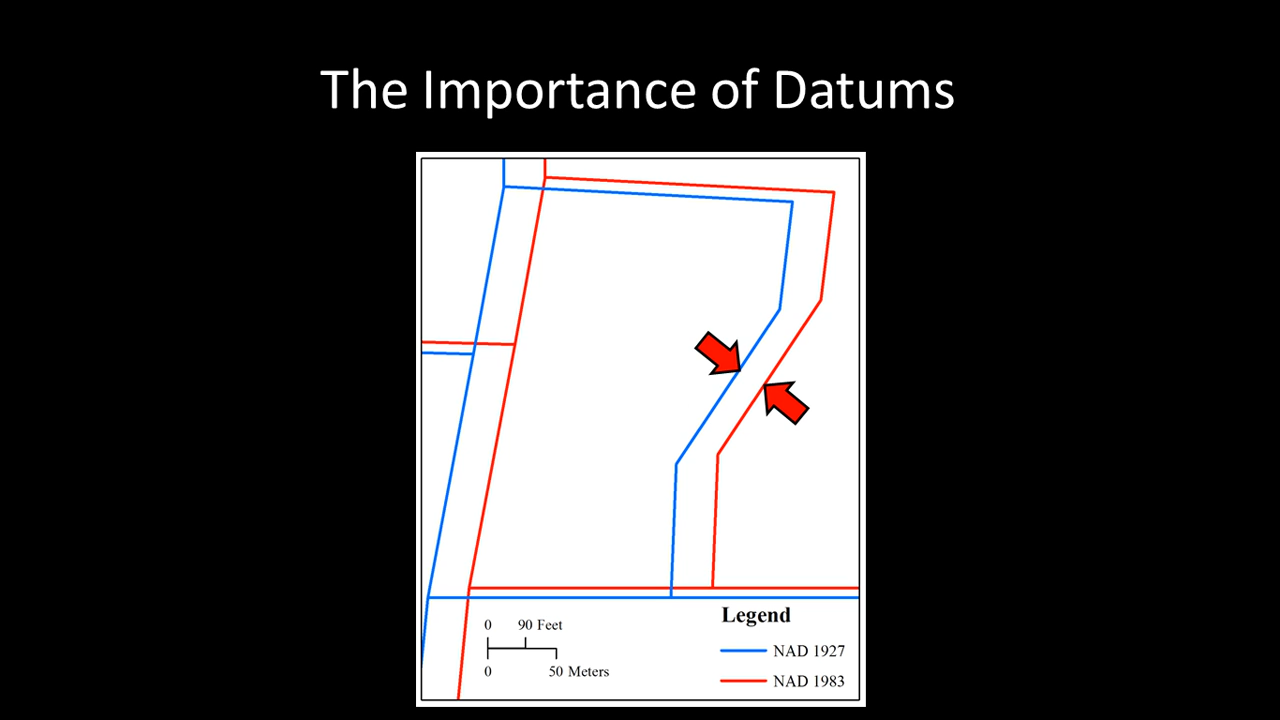 The Importance of Datums
Legend
0 90 Feet
NAD 1927
0 50 Meters
NAD 1983